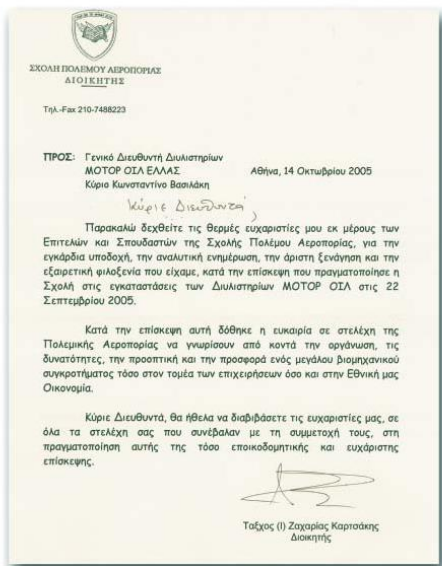 ΣΧΟΛΗ ΠΟΛΕΜΟΥ ΑΕΡΟΠΟΡΙΑΣ
ΔΙΟΙΚΗΤΗΣ
Τηλ.-Fax 210-7488223
ΠΡΟΣ: Γενικό Διευθυντή Διυλιστηρίων
ΜΟΤΟΡ ΟΙΛ ΕΛΛΑΣ Αθήνα, 14 Οκτωβρίου 2005
Κύριο Κωνσταντίνο Βασιλάκη
Κύριε Διευθυντά,
Παρακαλώ δεχθείτε τις θερμές ευχαριστίες μου εκ μέρους των
Επιτελών και Σπουδαστών της Σχολής Πολέμου Αεροπορίας, για την
εγκάρδια υποδοχή, την αναλυτική ενημέρωση, την άριστη ξενάγηση και την
εξαιρετική φιλοξενία που είχαμε, κατά την επίσκεψη που πραγματοποίησε η
Σχολή στις εγκαταστάσεις των Διυλιστηρίων ΜΟΤΟΡ ΟΙΛ στις 22
Σεπτεμβρίου 2005.
Κατά την επίσκεψη αυτή δόθηκε η ευκαιρία σε στελέχη της
Πολεμικής Αεροπορίας να γνωρίσουν από κοντά την οργάνωση, τις
δυνατότητες, την προοπτική και την προσφορά ενός μεγάλου βιομηχανικού
συγκροτήματος τόσο στον τομέα των επιχειρήσεων όσο και στην Εθνική μας
Οικονομία.
Κύριε Διευθυντά, θα ήθελα να διαβιβάσετε τις ευχαριστίες μας, σε
όλα τα στελέχη σας που συνέβαλαν με τη συμμετοχή τους, στη
πραγματοποίηση αυτής της τόσο εποικοδομητικής και ευχάριστης
επίσκεψης.
Ταξχος (Ι) Ζαχαρίας Καρτσάκης
Διοικητής